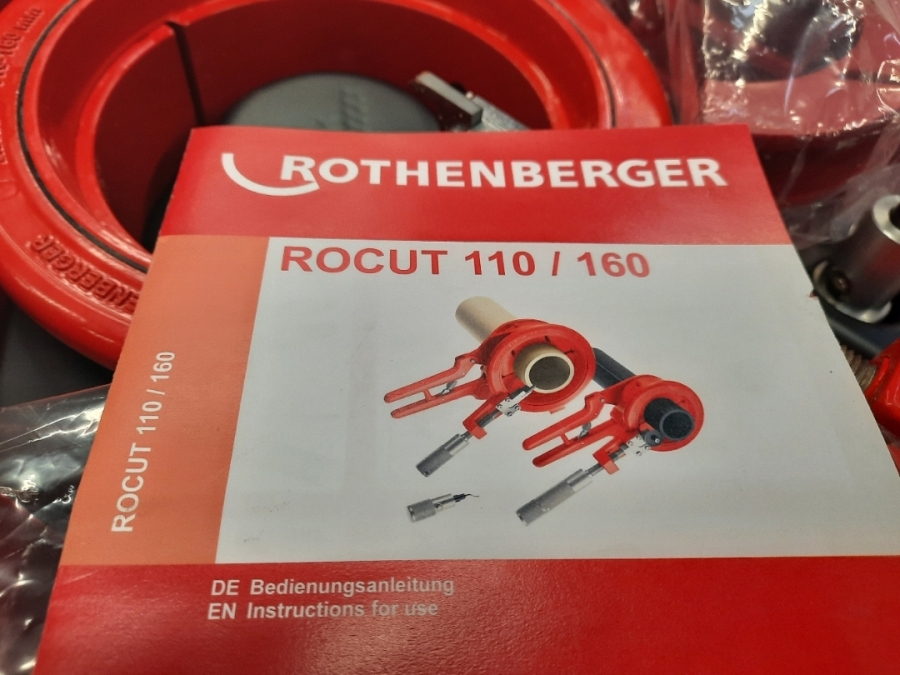 ROTHENBERGER
ROCUT 110 / 160
ROCUT 110 / 160
DE Bedienungsanleitung
EN Instructions for use